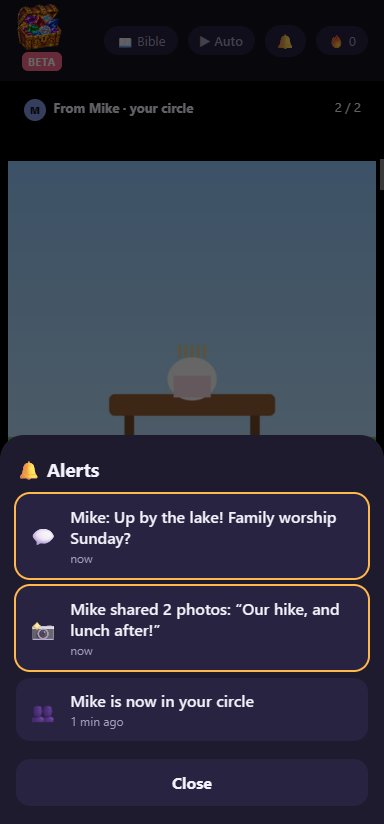 BETA
Bible
Auto
0
M From Mike · your circle
2 / 2
Alerts
Mike: Up by the lake! Family worship
Sunday?
now
Mike shared 2 photos: “Our hike, and
lunch after!”
now
Mike is now in your circle
1 min ago
Close